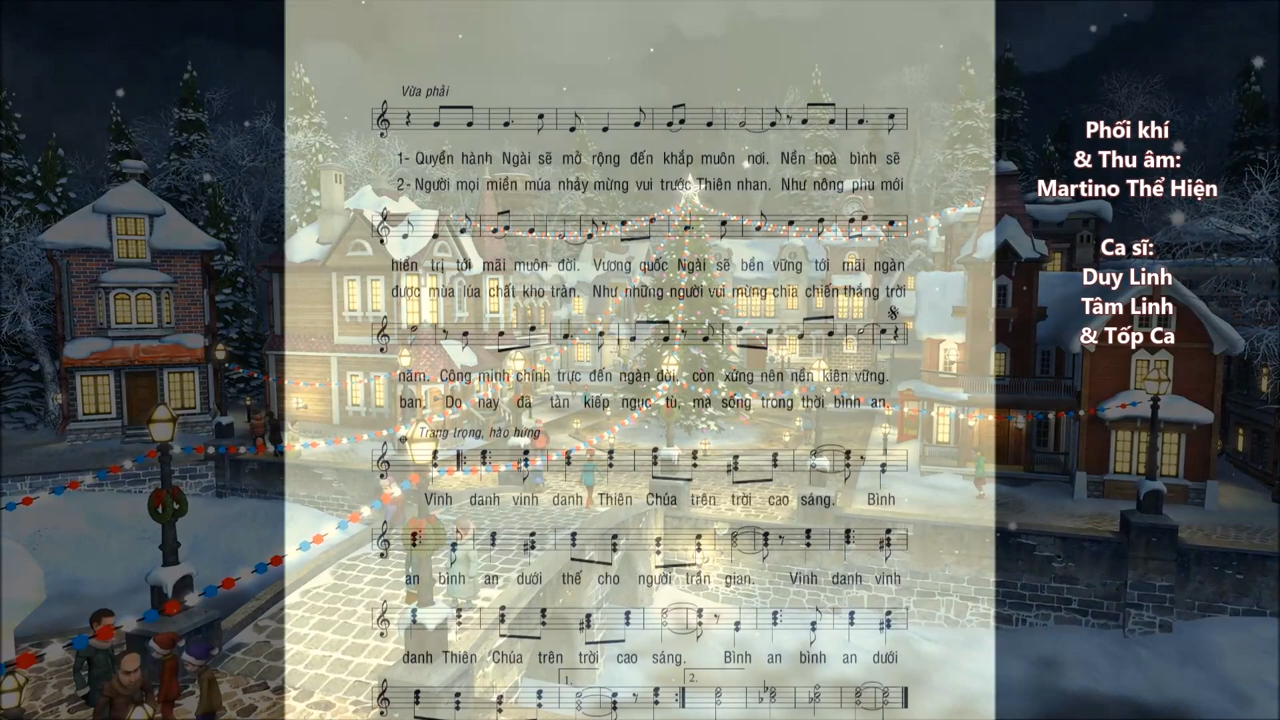 Vừa phải
1- Quyền hành Ngài sẽ mở rộng đến khắp muôn nơi. Nền hoà bình sẽ
2- Người mọi miền múa nhảy mừng vui trước Thiên nhan. Như nông phu mới
hiển trị tới mãi muôn đời. Vương quốc Ngài sẽ bền vững tới mãi ngàn
được mùa lúa chất kho tràn. Như những người vui mừng chia chiến thắng trời
năm. Công minh chính trực đến ngàn đời, còn xứng nên nền kiên vững.
ban. Do nay đã tàn kiếp ngục tù, mà sống trong thời bình an.
Trang trọng, hào hứng
Vinh danh vinh danh Thiên Chúa trên trời cao sáng. Bình
an bình an dưới thế cho người trần gian. Vinh danh vinh
danh Thiên Chúa trên trời cao sáng. Bình an bình an dưới
1. 2.
Phối khí
& Thu âm:
Martino Thể Hiện
Ca sĩ:
Duy Linh
Tâm Linh
& Tốp Ca